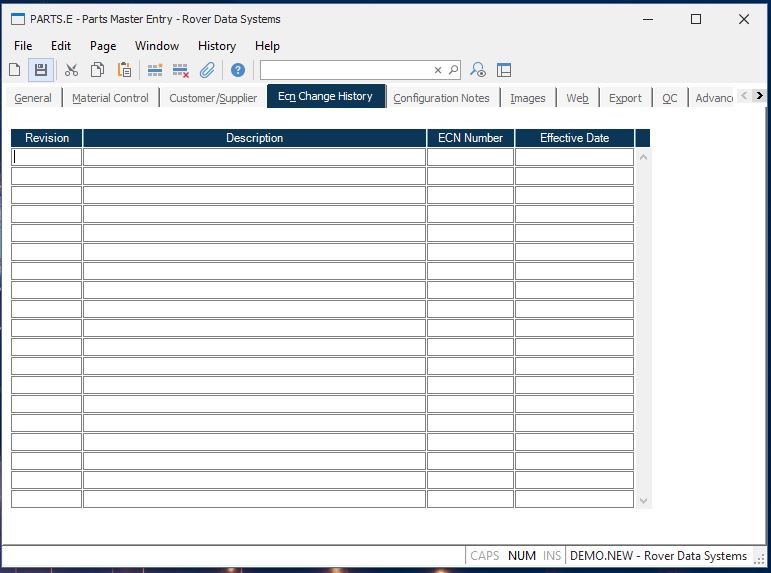 PARTS.E - Parts Master Entry - Rover Data Systems
File Edit Page Window History Help
General Material Control Customer/Supplier Ecn Change History Configuration Notes Images Web Export QC Advanc
Revision Description ECN Number Effective Date
CAPS NUM INS DEMO.NEW - Rover Data Systems